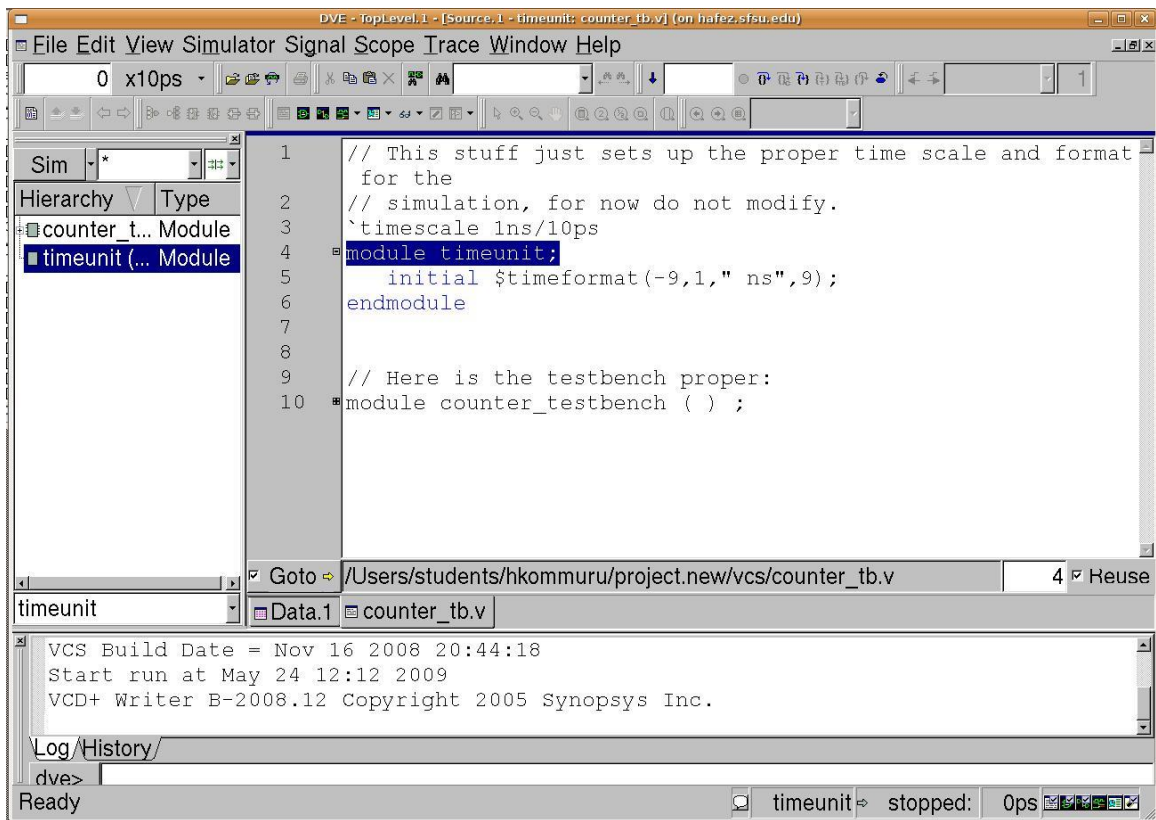 DVE - TopLevel.1 - [Source.1 - timeunit: counter_tb.v] (on hafez.sfsu.edu)
File Edit View Simulator Signal Scope Trace Window Help
0 x10ps
1
Sim *
Hierarchy Type
counter_t... Module
timeunit (... Module
timeunit
1 // This stuff just sets up the proper time scale and format
for the
2 // simulation, for now do not modify.
3 `timescale 1ns/10ps
4 module timeunit;
5 initial $timeformat(-9,1," ns",9);
6 endmodule
7
8
9 // Here is the testbench proper:
10 module counter_testbench ( ) ;
Goto /Users/students/hkommuru/project.new/vcs/counter_tb.v 4 Reuse
Data.1 counter_tb.v
VCS Build Date = Nov 16 2008 20:44:18
Start run at May 24 12:12 2009
VCD+ Writer B-2008.12 Copyright 2005 Synopsys Inc.
Log History
dve>
Ready timeunit stopped: 0ps